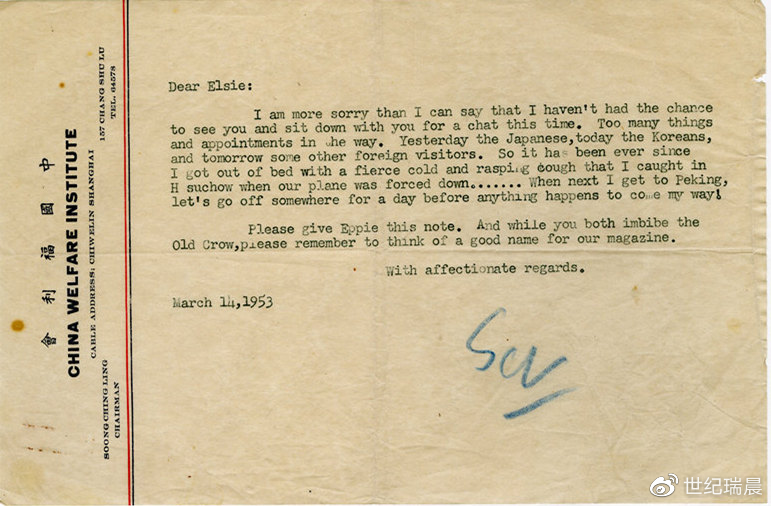 中國福利會
CHINA WELFARE INSTITUTE
CABLE ADDRESS: CHIWELIN SHANGHAI
157 CHANG SHU LU
TEL. 64578
SOONG CHING LING
CHAIRMAN
Dear Elsie:
I am more sorry than I can say that I haven't had the chance
to see you and sit down with you for a chat this time. Too many things
and appointments in the way. Yesterday the Japanese,today the Koreans,
and tomorrow some other foreign visitors. So it has been ever since
I got out of bed with a fierce cold and rasping cough that I caught in
H suchow when our plane was forced down....... When next I get to Peking,
let's go off somewhere for a day before anything happens to come my way!
Please give Eppie this note. And while you both imbibe the
Old Crow,please remember to think of a good name for our magazine.
With affectionate regards.
March 14,1953
SCL
@世纪瑞晨